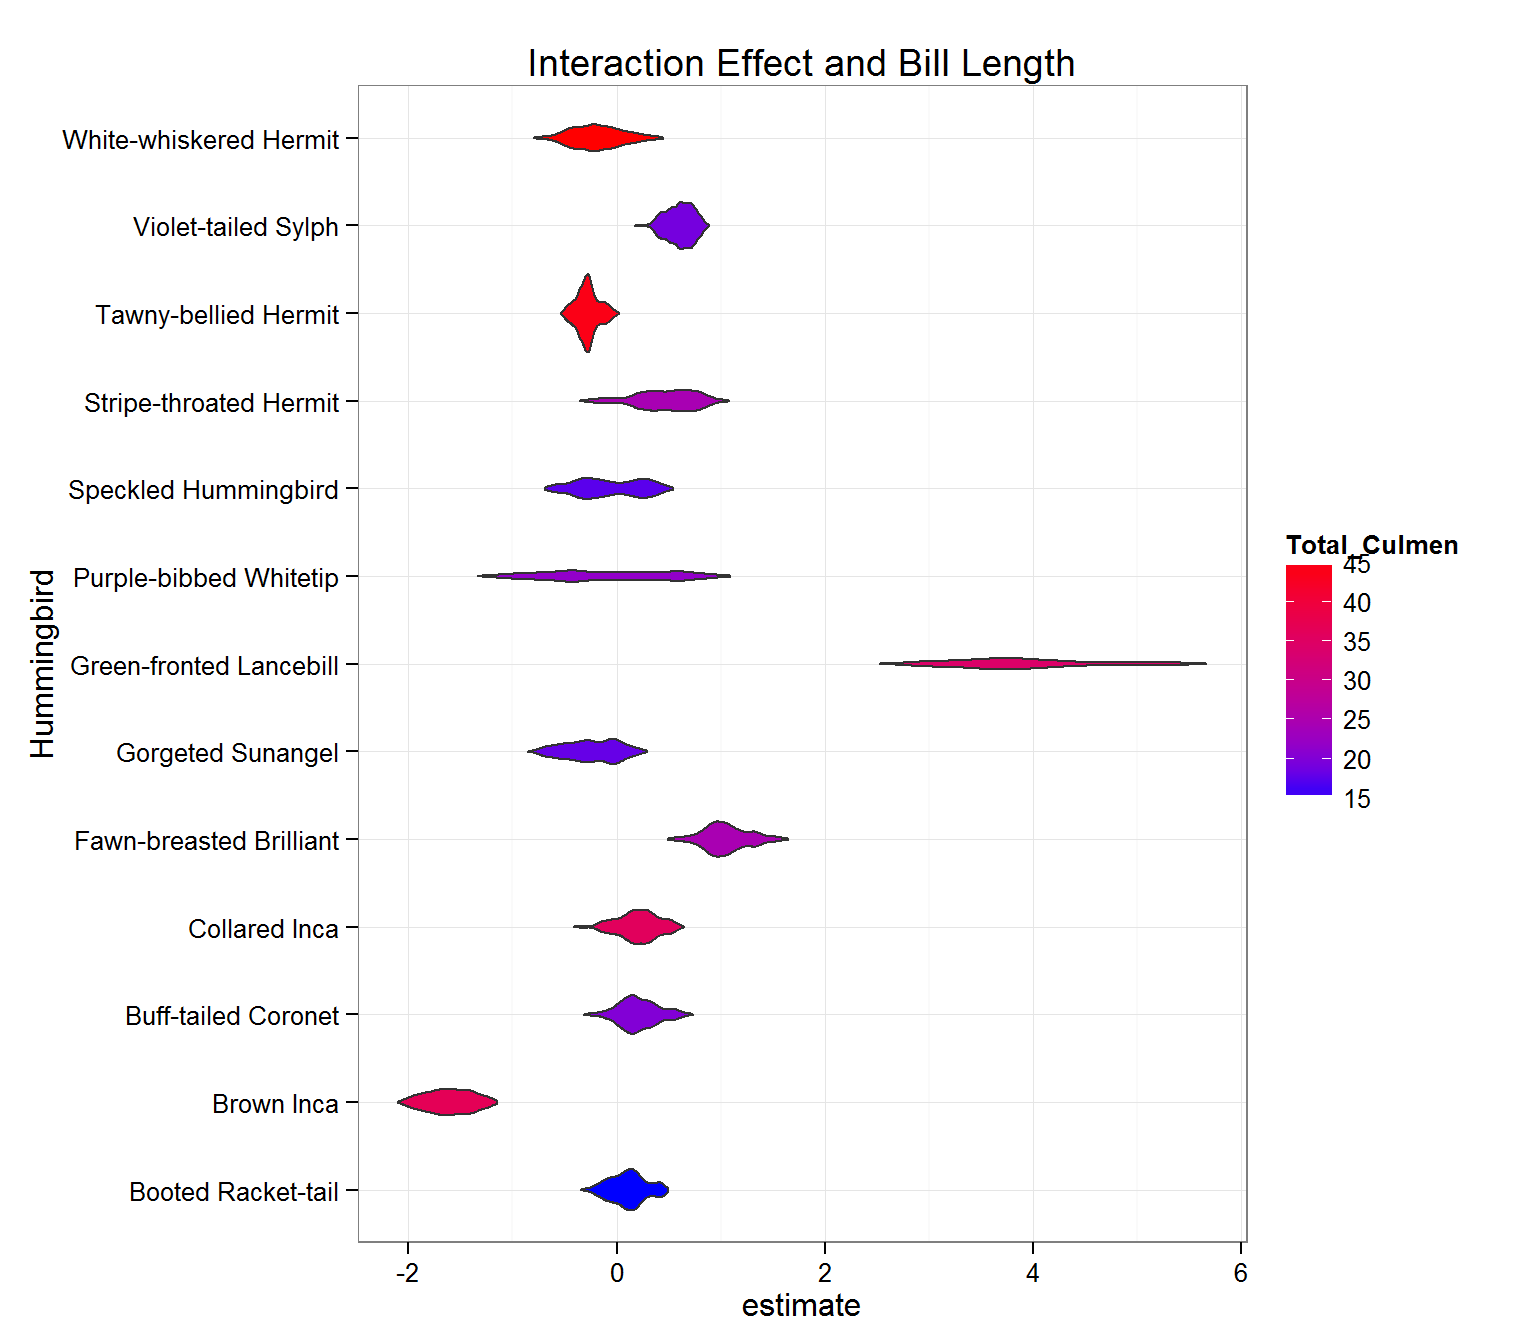 Interaction Effect and Bill Length
Hummingbird
White-whiskered Hermit
Violet-tailed Sylph
Tawny-bellied Hermit
Stripe-throated Hermit
Speckled Hummingbird
Purple-bibbed Whitetip
Green-fronted Lancebill
Gorgeted Sunangel
Fawn-breasted Brilliant
Collared Inca
Buff-tailed Coronet
Brown Inca
Booted Racket-tail
-2 0 2 4 6
estimate
Total_Culmen
45
40
35
30
25
20
15